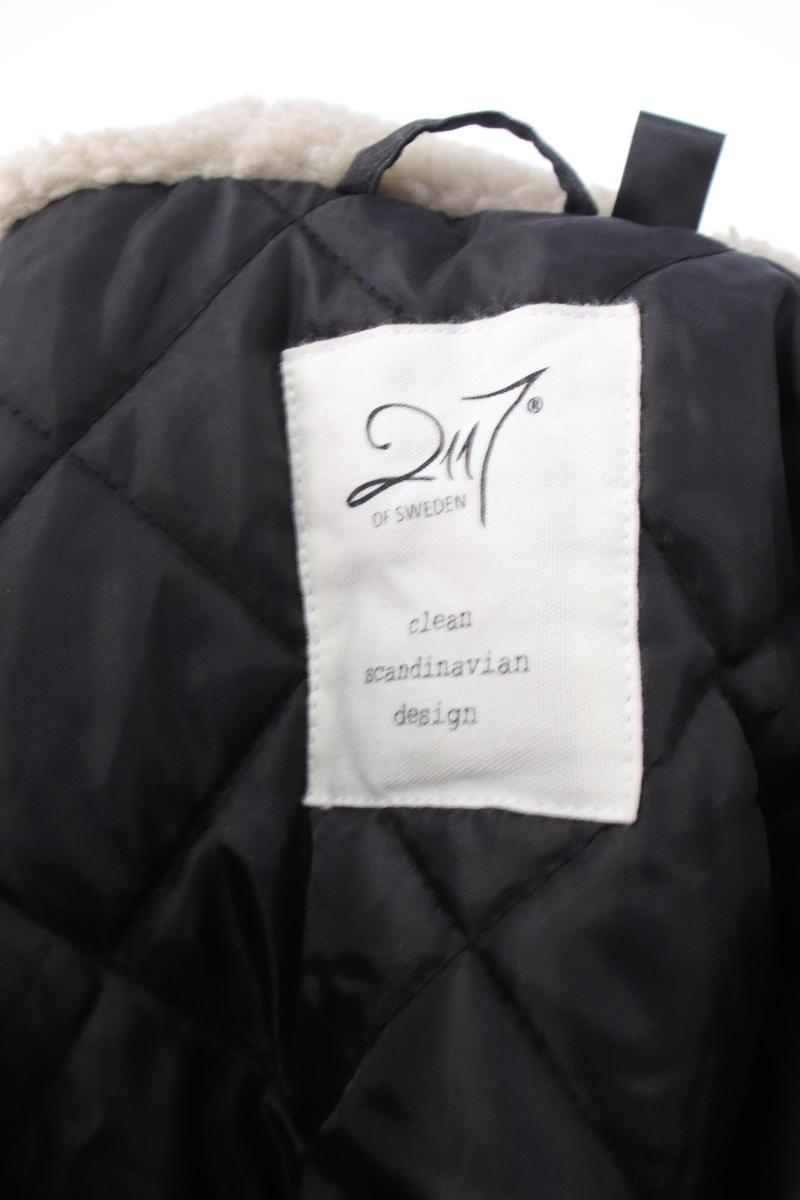 2117®
OF SWEDEN
clean
scandinavian
design